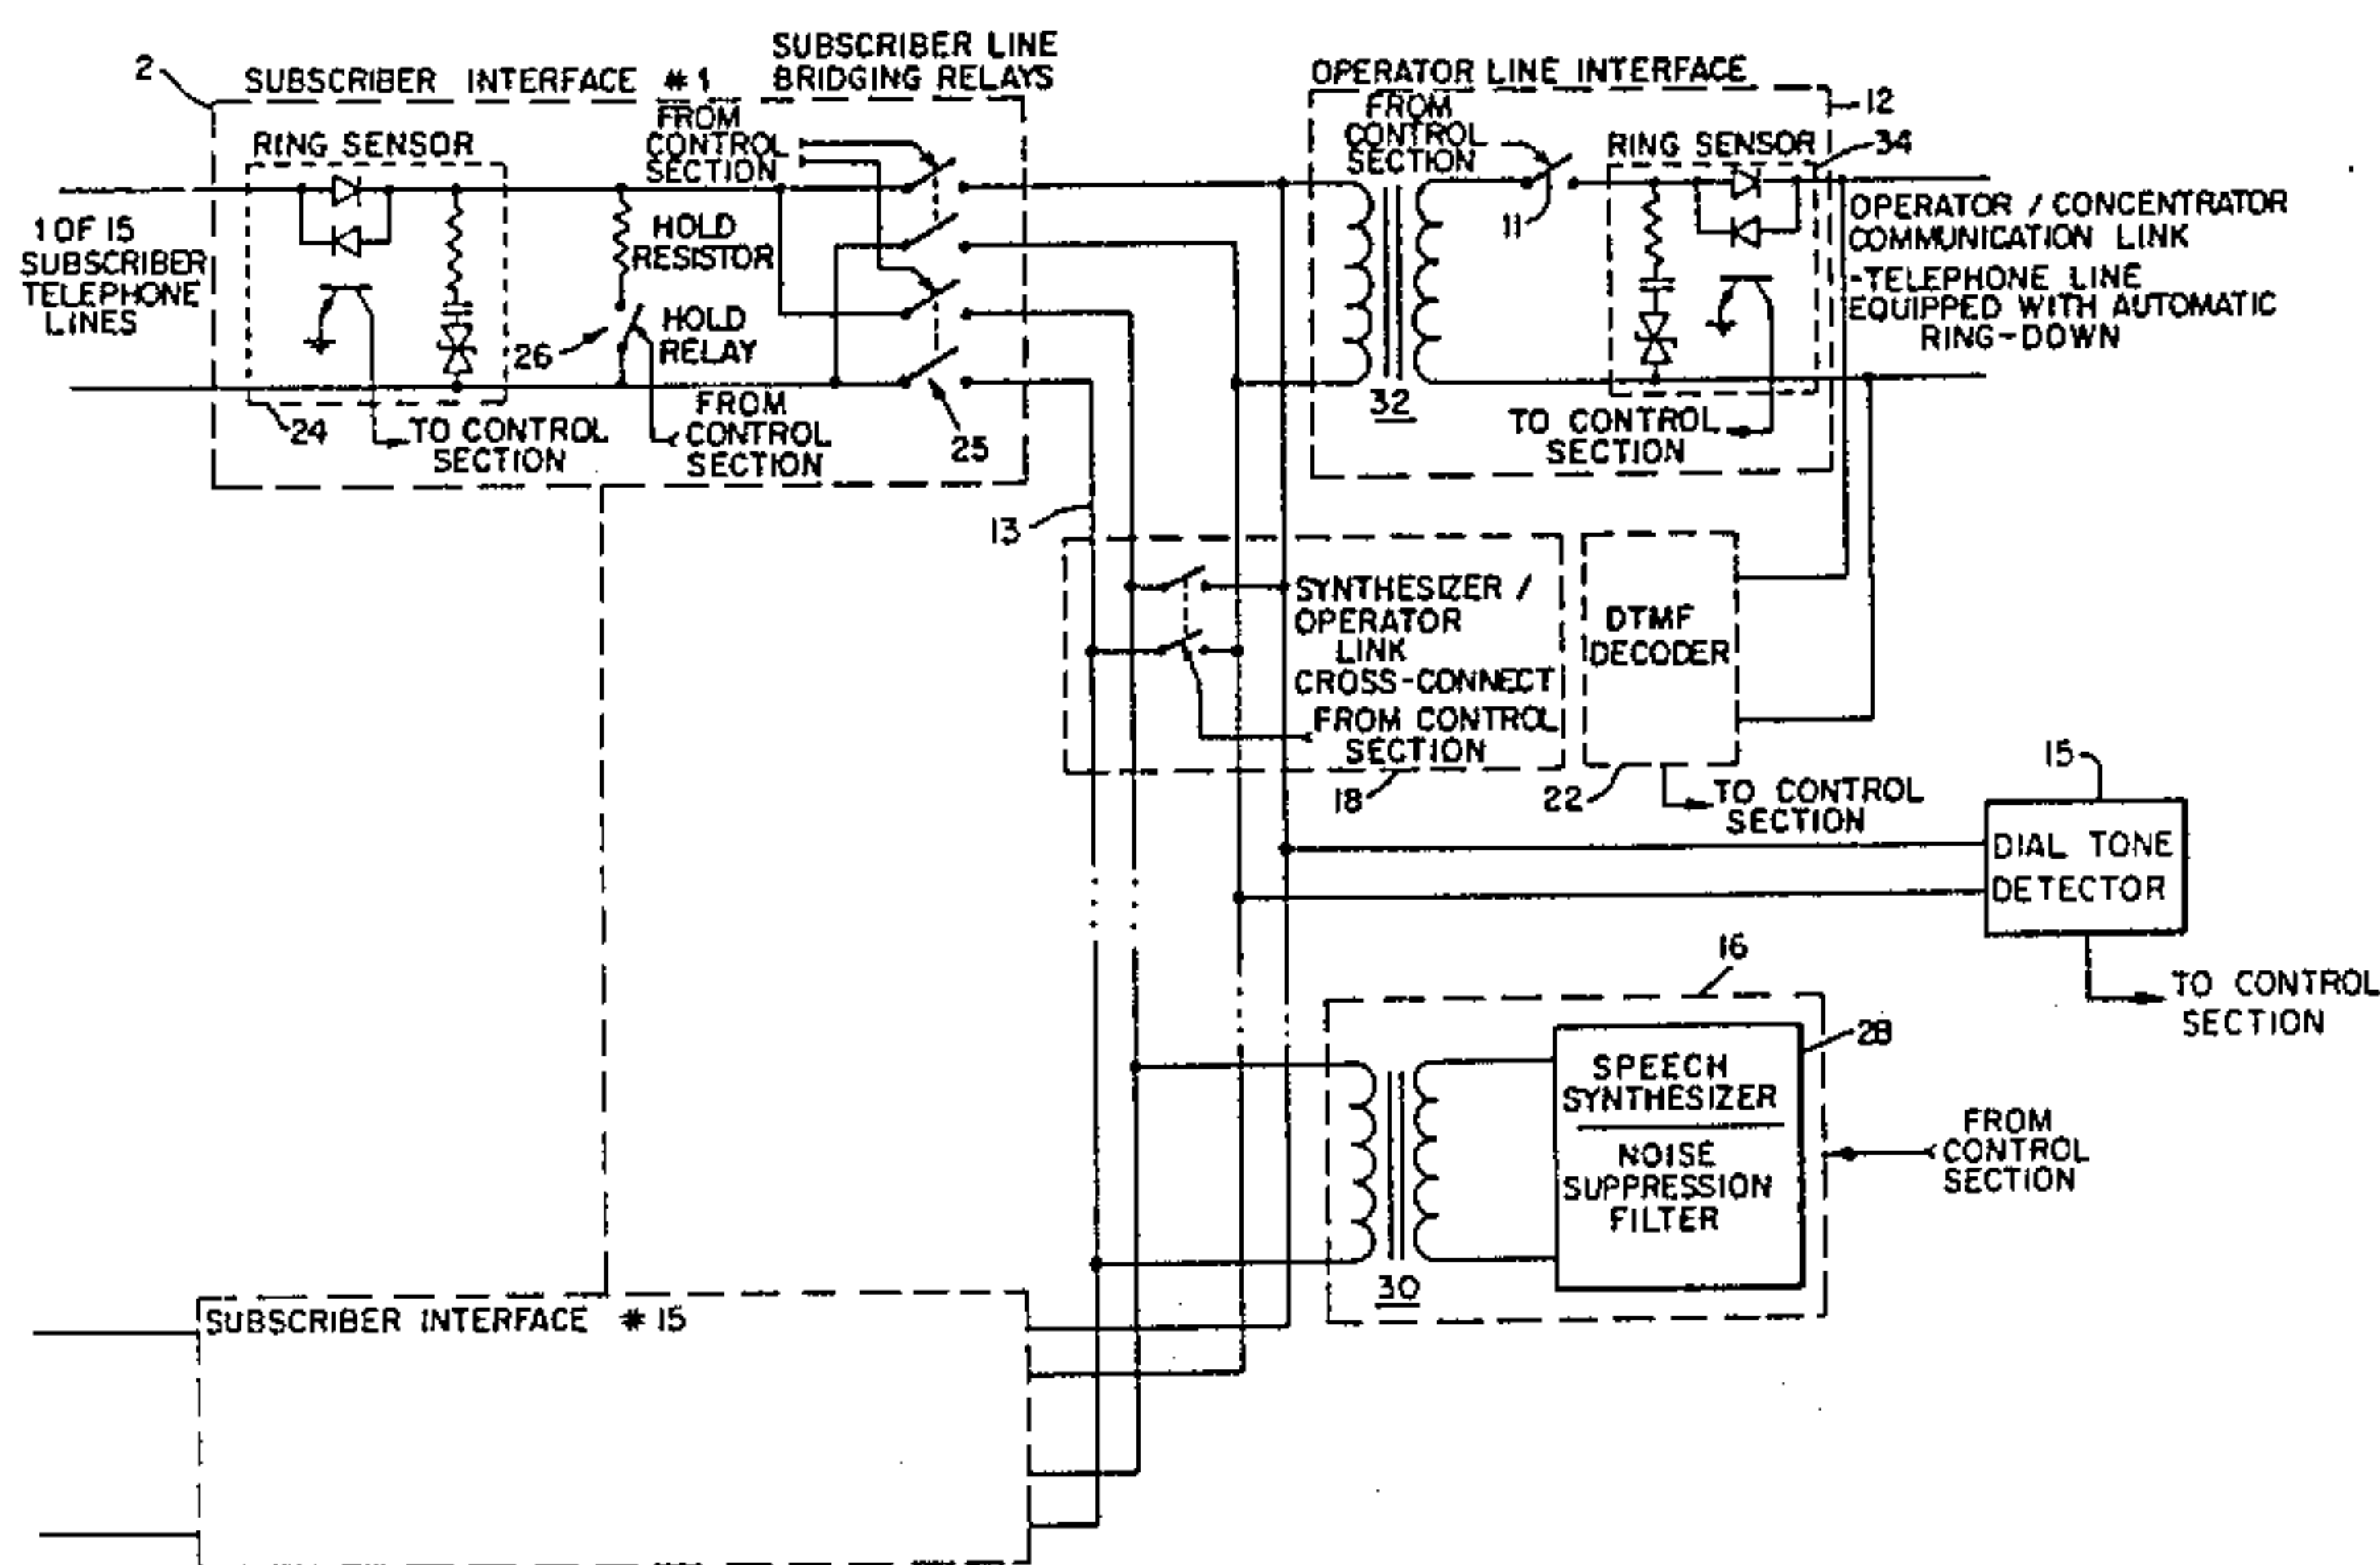 2
SUBSCRIBER INTERFACE #1
SUBSCRIBER LINE
BRIDGING RELAYS
RING SENSOR
FROM
CONTROL
SECTION
1 OF 15
SUBSCRIBER
TELEPHONE
LINES
HOLD
RESISTOR
26
HOLD
RELAY
24
TO CONTROL
SECTION
FROM
CONTROL
SECTION
25
OPERATOR LINE INTERFACE
12
FROM
CONTROL
SECTION
11
RING SENSOR
34
32
TO CONTROL
SECTION
OPERATOR / CONCENTRATOR
COMMUNICATION LINK
-TELEPHONE LINE
EQUIPPED WITH AUTOMATIC
RING-DOWN
13
SYNTHESIZER /
OPERATOR
LINK
CROSS-CONNECT
FROM CONTROL
SECTION
18
DTMF
DECODER
22
TO CONTROL
SECTION
15
DIAL TONE
DETECTOR
TO CONTROL
SECTION
16
28
SPEECH
SYNTHESIZER
NOISE
SUPPRESSION
FILTER
30
FROM
CONTROL
SECTION
SUBSCRIBER INTERFACE #15